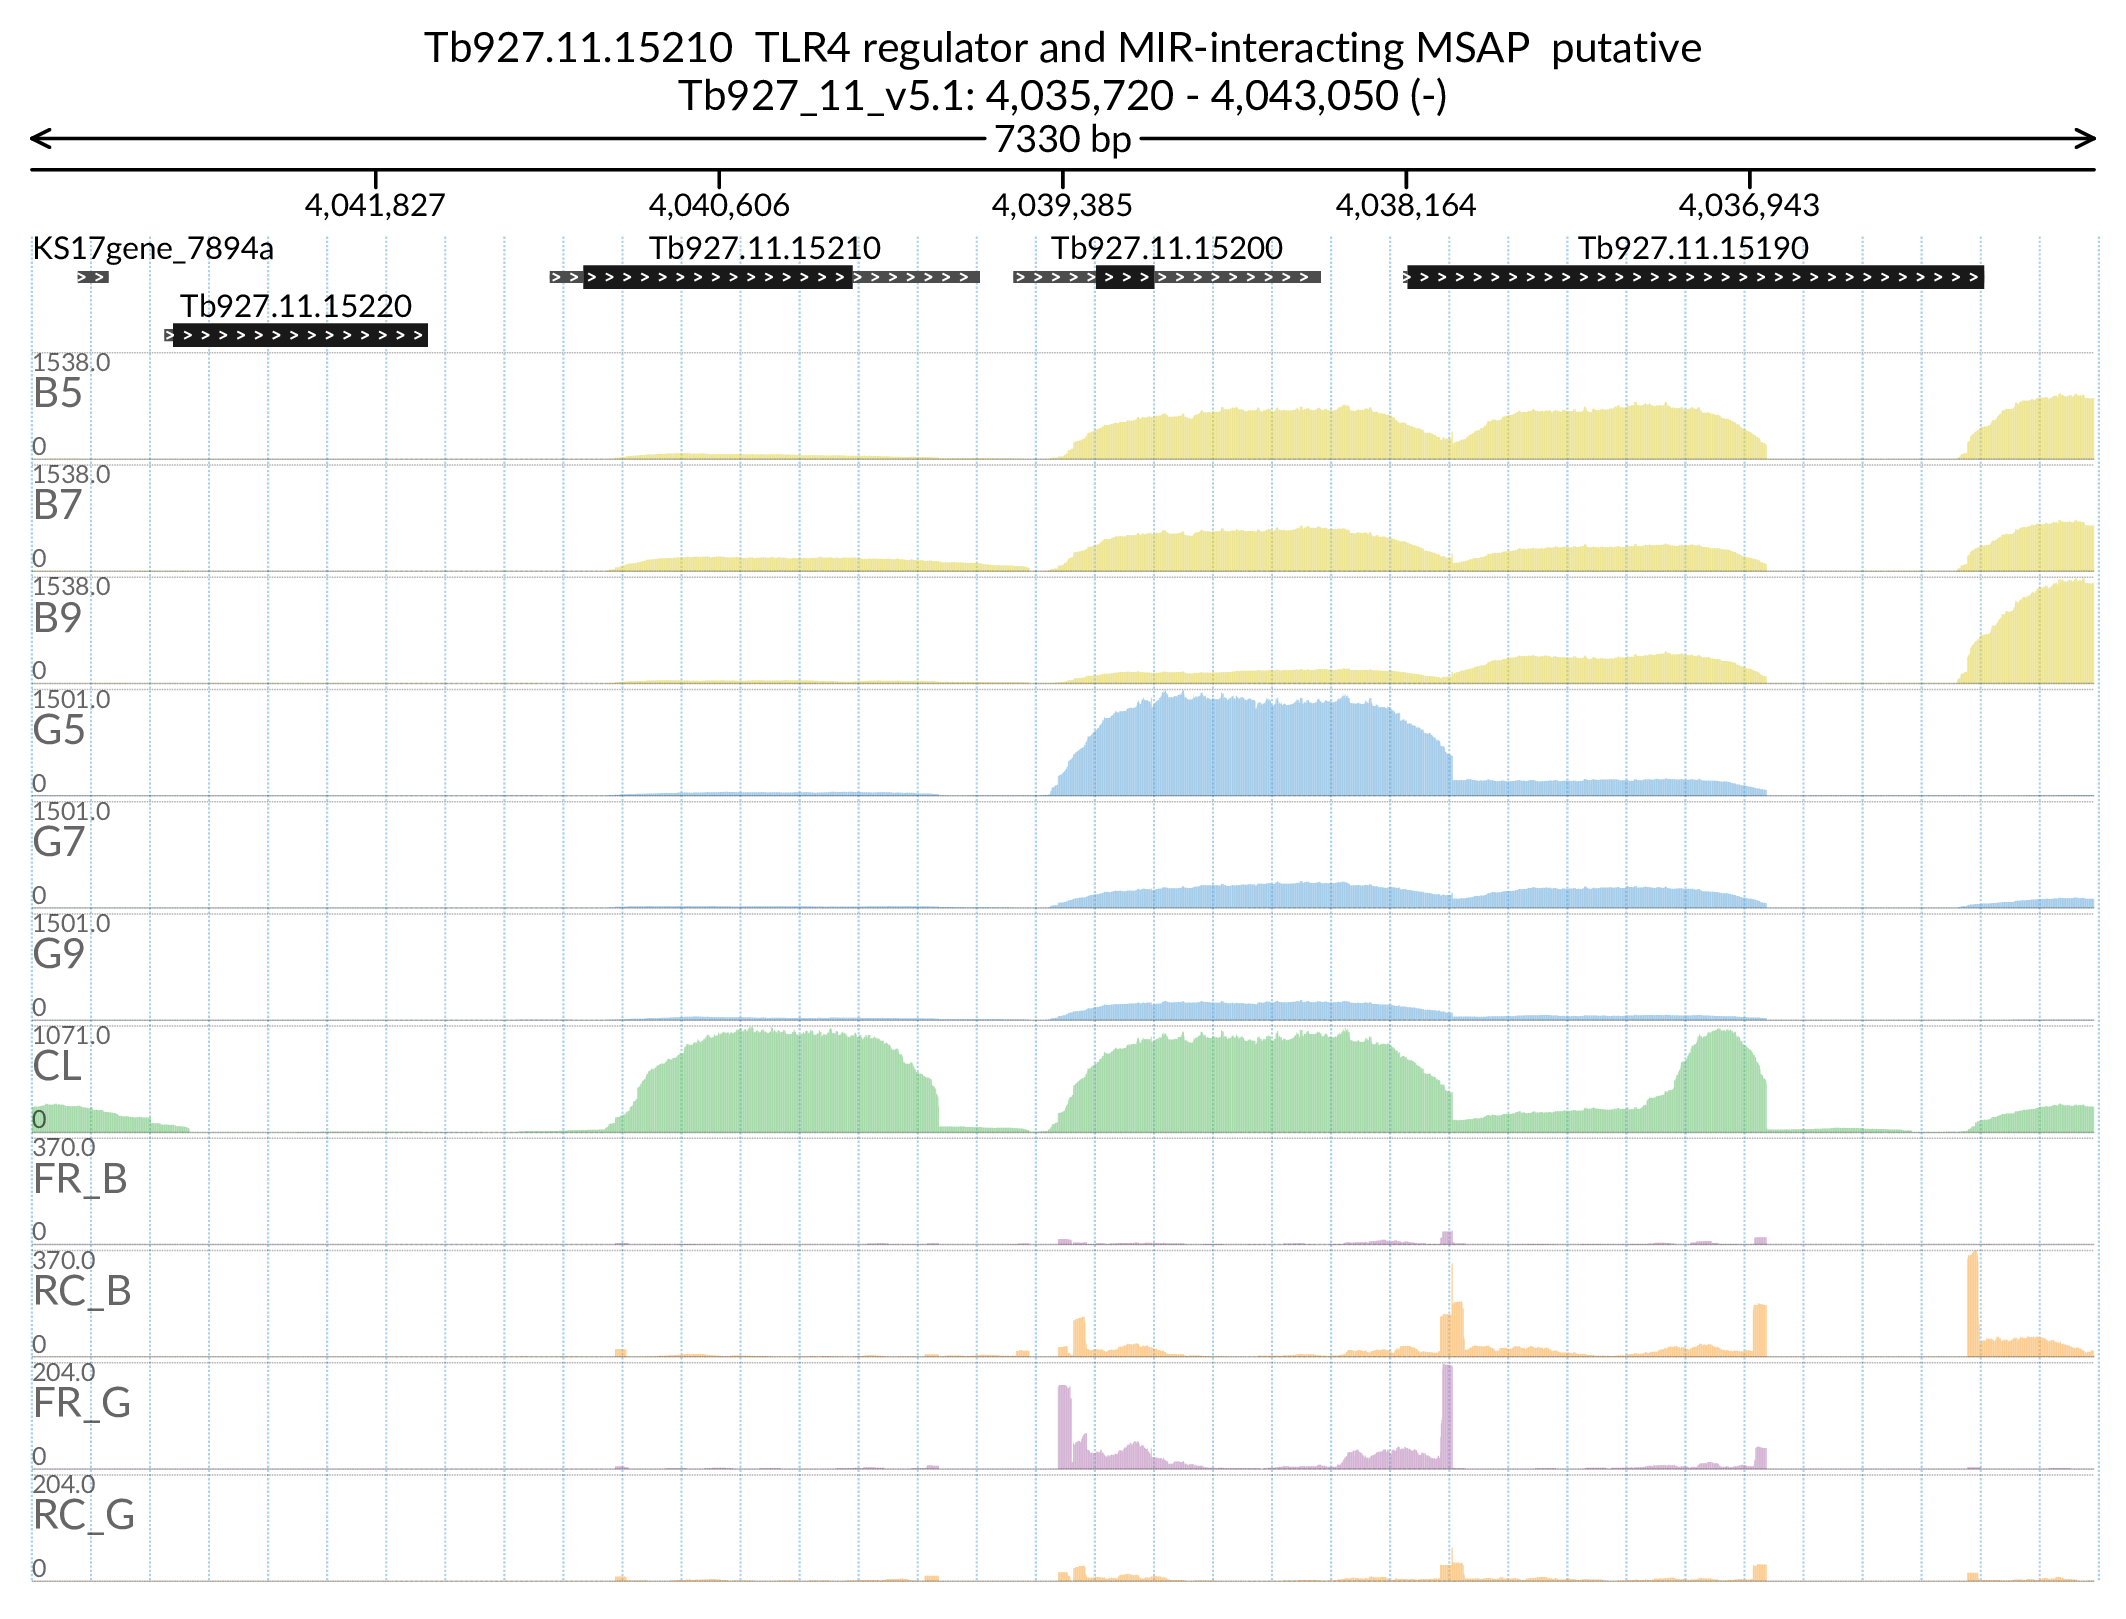 Tb927.11.15210  TLR4 regulator and MIR-interacting MSAP  putative
Tb927_11_v5.1: 4,035,720 - 4,043,050 (-)
7330 bp
4,041,827 4,040,606 4,039,385 4,038,164 4,036,943
KS17gene_7894a Tb927.11.15210 Tb927.11.15200 Tb927.11.15190
Tb927.11.15220
1538.0
B5
0
1538.0
B7
0
1538.0
B9
0
1501.0
G5
0
1501.0
G7
0
1501.0
G9
0
1071.0
CL
0
370.0
FR_B
0
370.0
RC_B
0
204.0
FR_G
0
204.0
RC_G
0